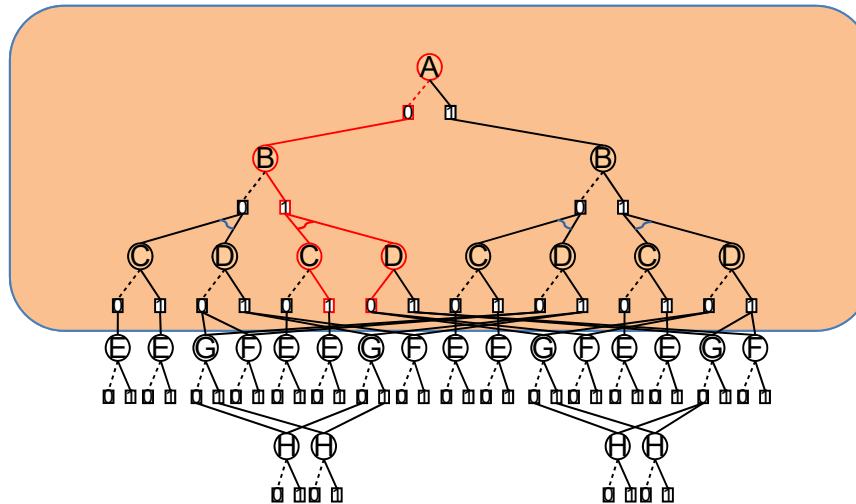 A
0 1
B B
0 1 0 1
C D C D C D C D
0 1 0 1 0 1 0 1 0 1 0 1 0 1 0 1
E E G F E E G F E E G F E E G F
0 1 0 1 0 1 0 1 0 1 0 1 0 1 0 1 0 1 0 1 0 1 0 1 0 1 0 1 0 1 0 1
H H H H
0 1 0 1 0 1 0 1